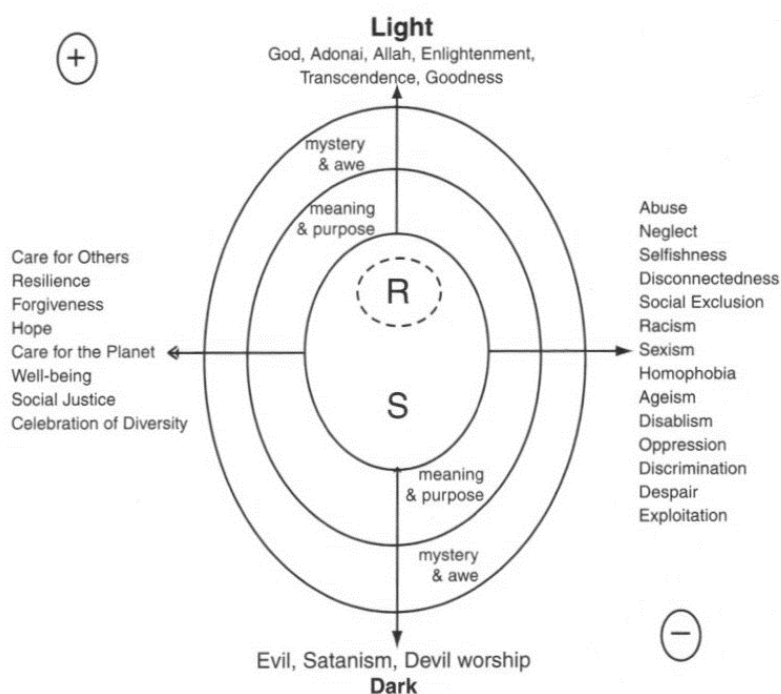 Light
+
God, Adonai, Allah, Enlightenment,
Transcendence, Goodness
mystery
& awe
meaning
& purpose
R
S
Care for Others
Resilience
Forgiveness
Hope
Care for the Planet
Well-being
Social Justice
Celebration of Diversity
Abuse
Neglect
Selfishness
Disconnectedness
Social Exclusion
Racism
Sexism
Homophobia
Ageism
Disablism
Oppression
Discrimination
Despair
Exploitation
meaning
& purpose
mystery
& awe
−
Evil, Satanism, Devil worship
Dark